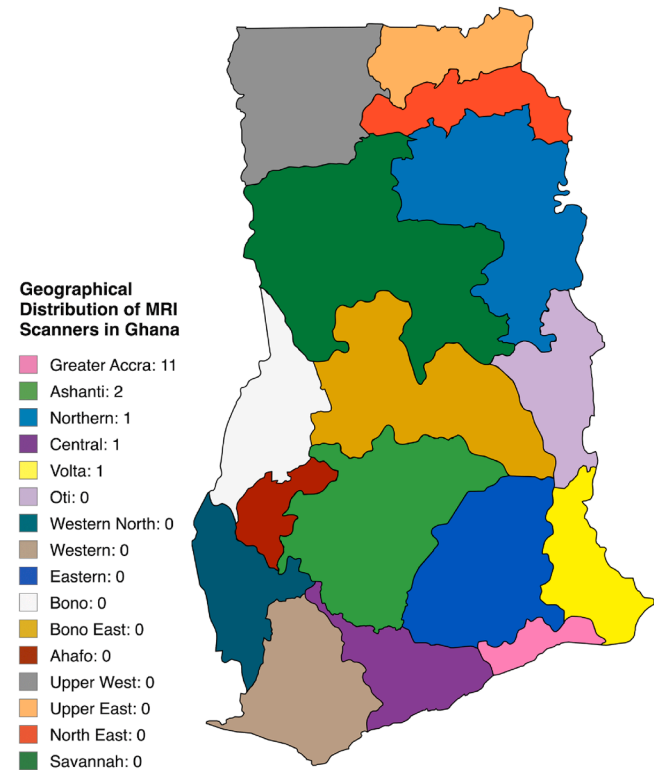 Geographical
Distribution of MRI
Scanners in Ghana
Greater Accra: 11
Ashanti: 2
Northern: 1
Central: 1
Volta: 1
Oti: 0
Western North: 0
Western: 0
Eastern: 0
Bono: 0
Bono East: 0
Ahafo: 0
Upper West: 0
Upper East: 0
North East: 0
Savannah: 0